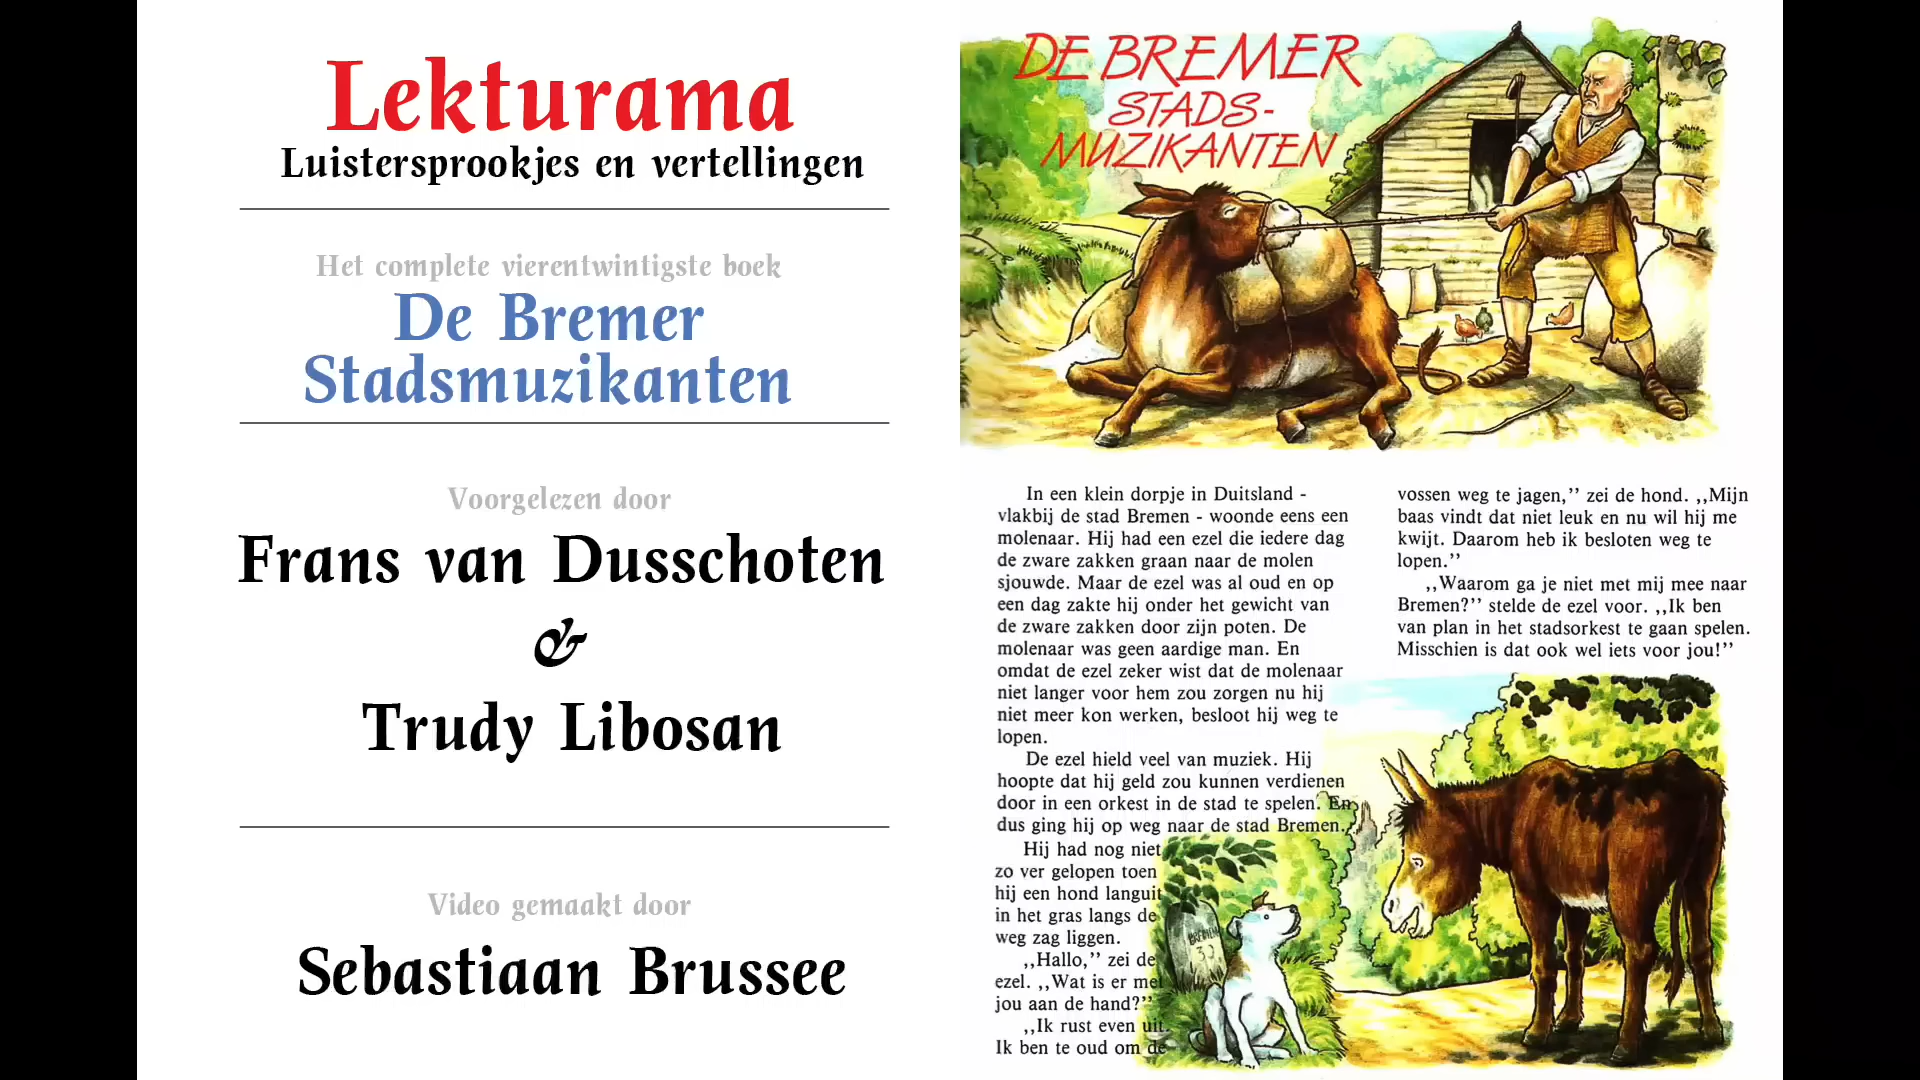 Lekturama
Luistersprookjes en vertellingen
Het complete vierentwintigste boek
De Bremer
Stadsmuzikanten
Voorgelezen door
Frans van Dusschoten
&
Trudy Libosan
Video gemaakt door
Sebastiaan Brussee
DE BREMER
STADS-
MUZIKANTEN
In een klein dorpje in Duitsland -
vlakbij de stad Bremen - woonde eens een
molenaar. Hij had een ezel die iedere dag
de zware zakken graan naar de molen
sjouwde. Maar de ezel was al oud en op
een dag zakte hij onder het gewicht van
de zware zakken door zijn poten. De
molenaar was geen aardige man. En
omdat de ezel zeker wist dat de molenaar
niet langer voor hem zou zorgen nu hij
niet meer kon werken, besloot hij weg te
lopen.
De ezel hield veel van muziek. Hij
hoopte dat hij geld zou kunnen verdienen
door in een orkest in de stad te spelen. En
dus ging hij op weg naar de stad Bremen.
Hij had nog niet
zo ver gelopen toen
hij een hond languit
in het gras langs de
weg zag liggen.
,,Hallo,’’ zei de
ezel. ,,Wat is er met
jou aan de hand?’’
,,Ik rust even uit.
Ik ben te oud om de
vossen weg te jagen,’’ zei de hond. ,,Mijn
baas vindt dat niet leuk en nu wil hij me
kwijt. Daarom heb ik besloten weg te
lopen.’’
,,Waarom ga je niet met mij mee naar
Bremen?’’ stelde de ezel voor. ,,Ik ben
van plan in het stadsorkest te gaan spelen.
Misschien is dat ook wel iets voor jou!’’
BREMEN
33